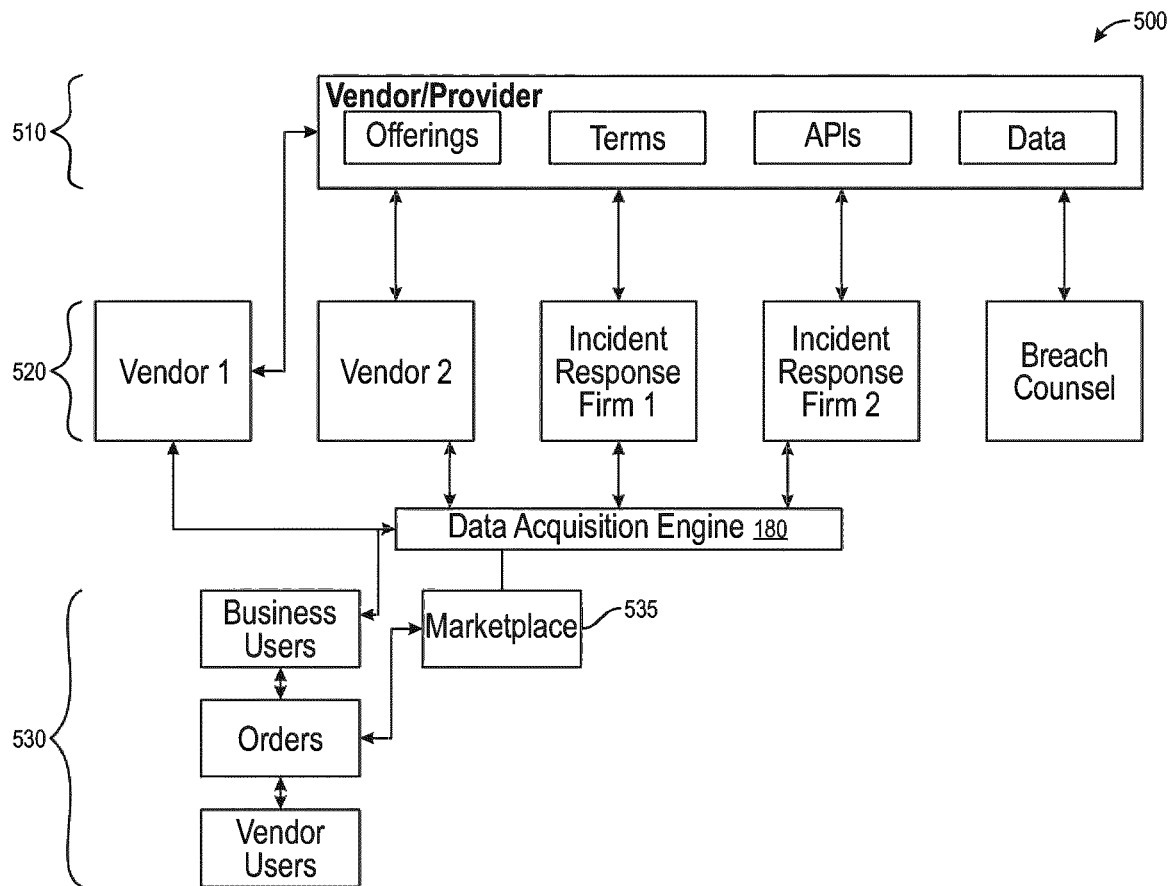 500
Vendor/Provider
510
Offerings
Terms
APIs
Data
520
Vendor 1
Vendor 2
Incident
Response
Firm 1
Incident
Response
Firm 2
Breach
Counsel
Data Acquisition Engine 180
530
Business
Users
Marketplace
535
Orders
Vendor
Users